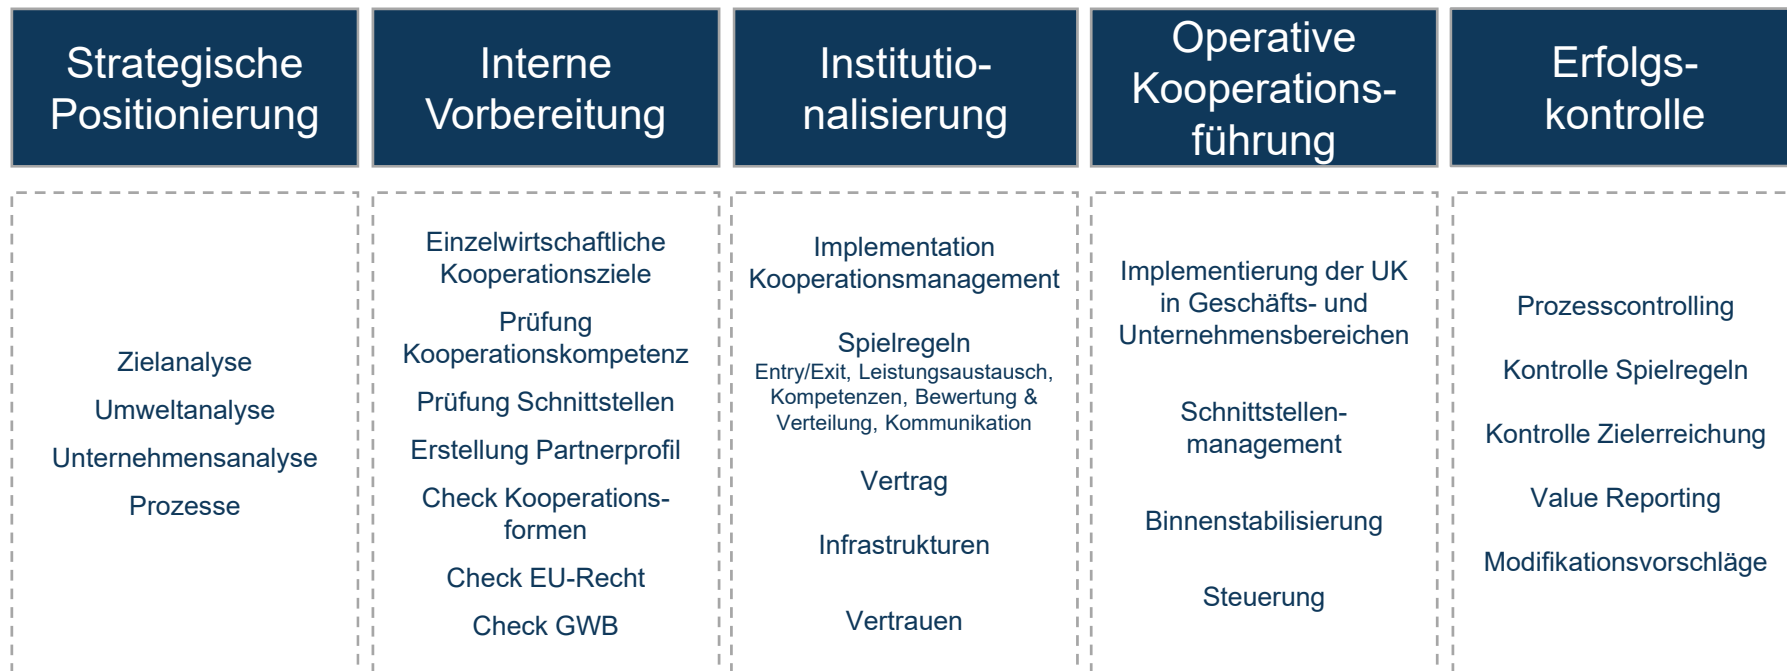 Strategische
Positionierung
Interne
Vorbereitung
Institutio-
nalisierung
Operative
Kooperations-
führung
Erfolgs-
kontrolle
Zielanalyse
Umweltanalyse
Unternehmensanalyse
Prozesse
Einzelwirtschaftliche
Kooperationsziele
Prüfung
Kooperationskompetenz
Prüfung Schnittstellen
Erstellung Partnerprofil
Check Kooperations-
formen
Check EU-Recht
Check GWB
Implementation
Kooperationsmanagement
Spielregeln
Entry/Exit, Leistungsaustausch,
Kompetenzen, Bewertung &
Verteilung, Kommunikation
Vertrag
Infrastrukturen
Vertrauen
Implementierung der UK
in Geschäfts- und
Unternehmensbereichen
Schnittstellen-
management
Binnenstabilisierung
Steuerung
Prozesscontrolling
Kontrolle Spielregeln
Kontrolle Zielerreichung
Value Reporting
Modifikationsvorschläge